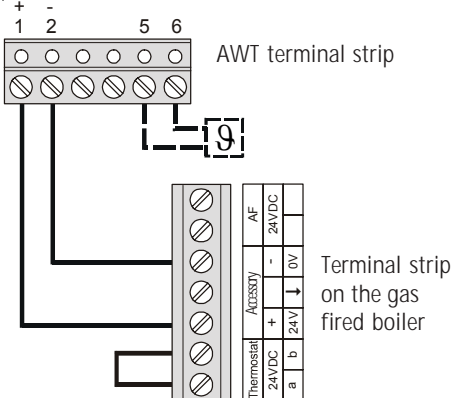 + -
1 2 5 6
AWT terminal strip
ϑ
AF
24VDC
Accessory
- 0V
→
+ 24V
Thermostat
24VDC
b
a
Terminal strip
on the gas
fired boiler